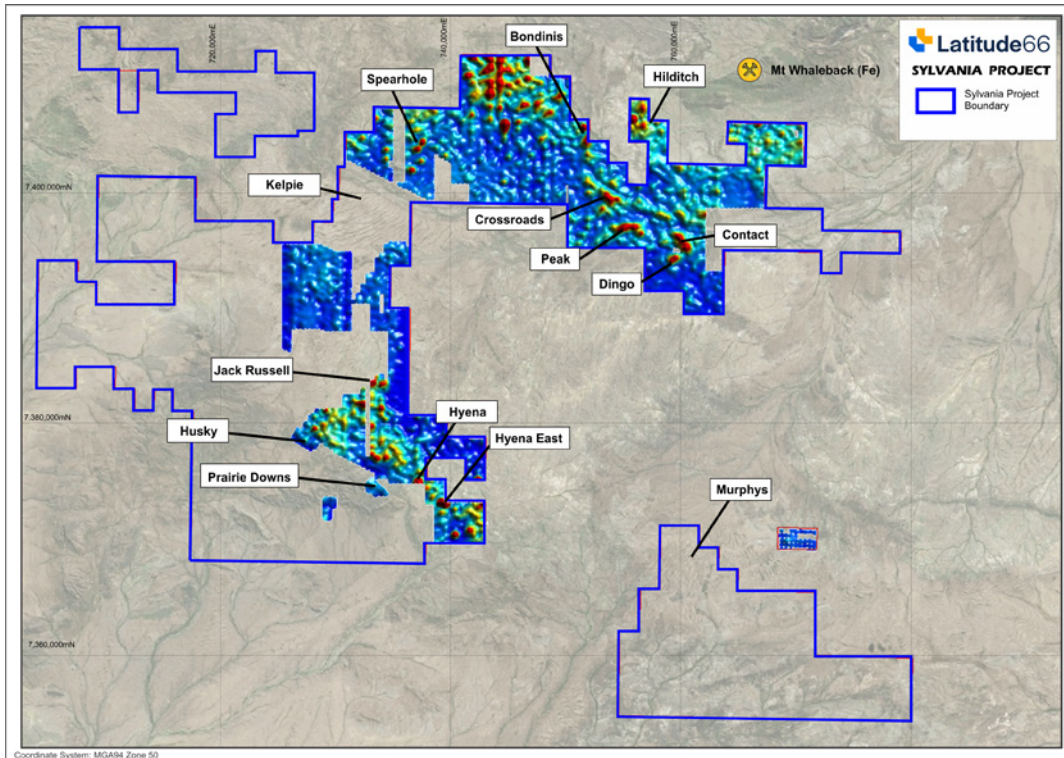 720,000mE
740,000mE
760,000mE
Latitude66
SYLVANIA PROJECT
Sylvania Project
Boundary
Bondinis
Spearhole
Hilditch
Mt Whaleback (Fe)
7,400,000mN
Kelpie
Crossroads
Contact
Peak
Dingo
Jack Russell
7,380,000mN
Husky
Hyena
Hyena East
Prairie Downs
Murphys
7,360,000mN
Coordinate System: MGA94 Zone 50